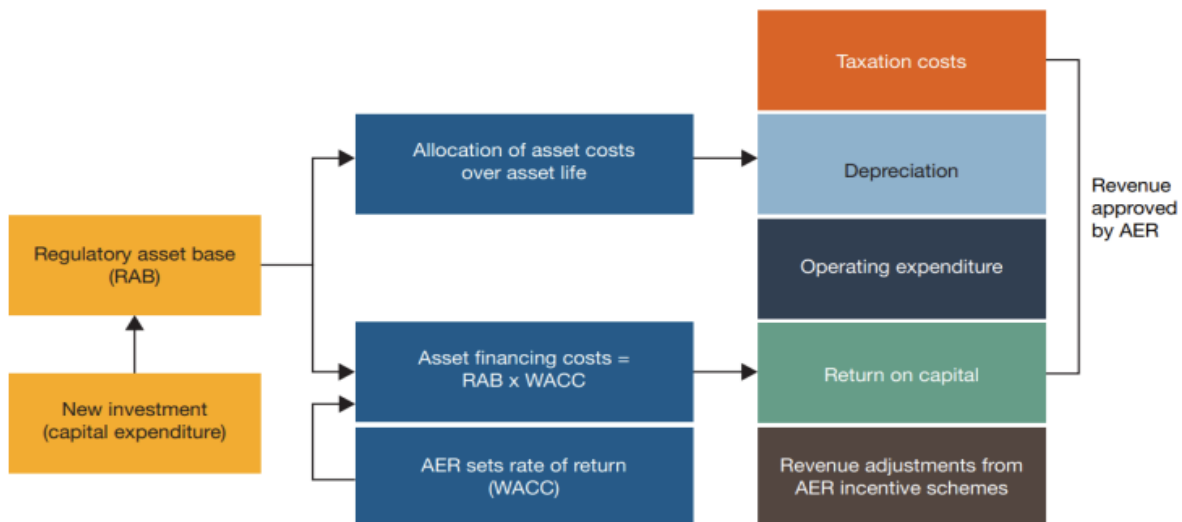 Taxation costs
Allocation of asset costs
over asset life
Depreciation
Revenue
approved
by AER
Regulatory asset base
(RAB)
Operating expenditure
Asset financing costs =
RAB x WACC
Return on capital
New investment
(capital expenditure)
AER sets rate of return
(WACC)
Revenue adjustments from
AER incentive schemes